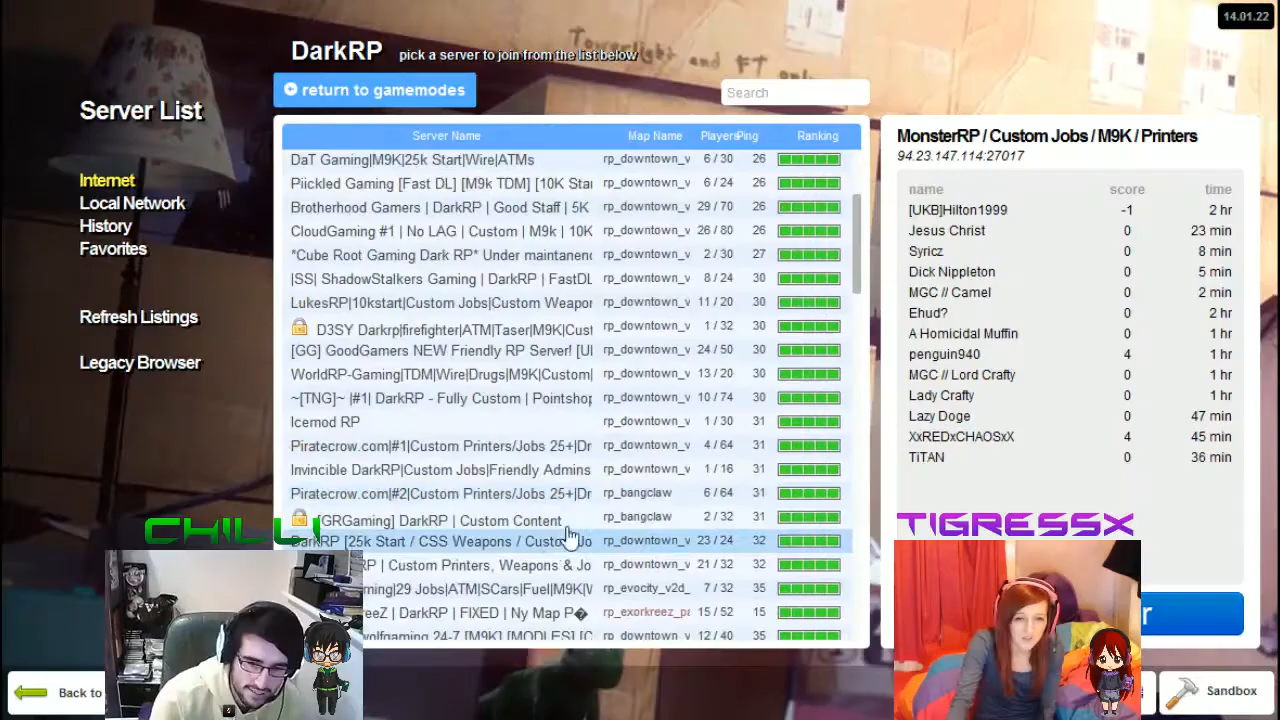 14.01.22
DarkRP pick a server to join from the list below
return to gamemodes
Search
Server List
Internet
Local Network
History
Favorites
Refresh Listings
Legacy Browser
Server Name Map Name Players Ping Ranking
DaT Gaming|M9K|25k Start|Wire|ATMs rp_downtown_v 6 / 30 26
Piickled Gaming [Fast DL] [M9k TDM] [10K Star rp_downtown_v 6 / 24 26
Brotherhood Gamers | DarkRP | Good Staff | 5K rp_downtown_v 29 / 70 26
CloudGaming #1 | No LAG | Custom | M9k | 10K rp_downtown_v 26 / 80 26
*Cube Root Gaming Dark RP* Under maintanenc rp_downtown_v 2 / 30 27
|SS| ShadowStalkers Gaming | DarkRP | FastDL rp_downtown_v 8 / 24 30
LukesRP|10kstart|Custom Jobs|Custom Weapor rp_downtown_v 11 / 20 30
D3SY Darkrp|firefighter|ATM|Taser|M9K|Cust rp_downtown_v 1 / 32 30
[GG] GoodGamers NEW Friendly RP Server! [UI rp_downtown_v 24 / 50 30
WorldRP-Gaming|TDM|Wire|Drugs|M9K|Custom| rp_downtown_v 13 / 20 30
~[TNG]~ |#1| DarkRP - Fully Custom | Pointshop rp_downtown_v 10 / 74 30
Icemod RP rp_downtown_v 1 / 30 31
Piratecrow.com|#1|Custom Printers/Jobs 25+|Dr rp_downtown_v 4 / 64 31
Invincible DarkRP|Custom Jobs|Friendly Admins rp_downtown_v 1 / 16 31
Piratecrow.com|#2|Custom Printers/Jobs 25+|Dr rp_bangclaw 6 / 64 31
[GRGaming] DarkRP | Custom Content rp_bangclaw 2 / 32 31
DarkRP [25k Start / CSS Weapons / Custo Jo rp_downtown_v 23 / 24 32
RP | Custom Printers, Weapons & Jo rp_downtown_v 21 / 32 32
ming|29 Jobs|ATM|SCars|Fuel|M9K|W rp_evocity_v2d_ 7 / 32 35
reeZ | DarkRP | FIXED | Ny Map P� rp_exorkreez_pa 15 / 52 15
wolfgaming 24-7 [M9K] [MODLES] [C rp_downtown_v 12 / 40 35
MonsterRP / Custom Jobs / M9K / Printers
94.23.147.114:27017
name score time
[UKB]Hilton1999 -1 2 hr
Jesus Christ 0 23 min
Syricz 0 8 min
Dick Nippleton 0 5 min
MGC // Camel 0 2 min
Ehud? 0 2 hr
A Homicidal Muffin 0 1 hr
penguin940 4 1 hr
MGC // Lord Crafty 0 1 hr
Lady Crafty 0 1 hr
Lazy Doge 0 47 min
XxREDxCHAOSxX 4 45 min
TiTAN 0 36 min
CHILLI
TIGRESSX
Back to
Sandbox